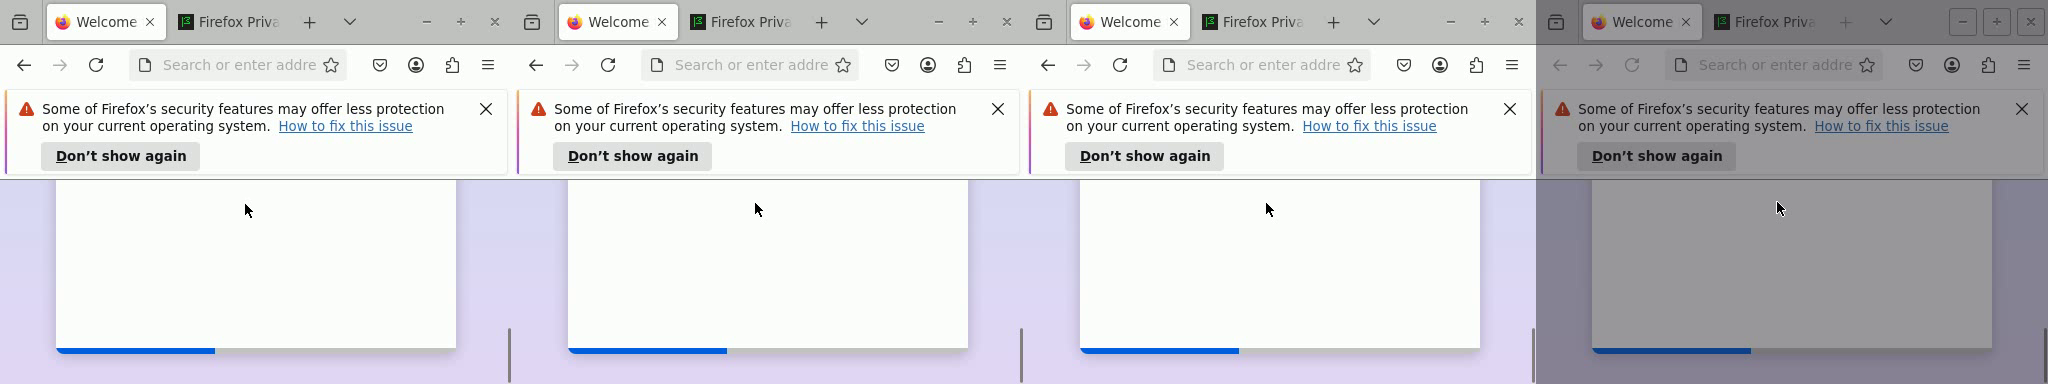 Welcome Firefox Priva Welcome Firefox Priva Welcome Firefox Priva Welcome Firefox Priva
Search or enter addre Search or enter addre Search or enter addre Search or enter addre
Some of Firefox’s security features may offer less protection
on your current operating system. How to fix this issue
Don’t show again
Some of Firefox’s security features may offer less protection
on your current operating system. How to fix this issue
Don’t show again
Some of Firefox’s security features may offer less protection
on your current operating system. How to fix this issue
Don’t show again
Some of Firefox’s security features may offer less protection
on your current operating system. How to fix this issue
Don’t show again